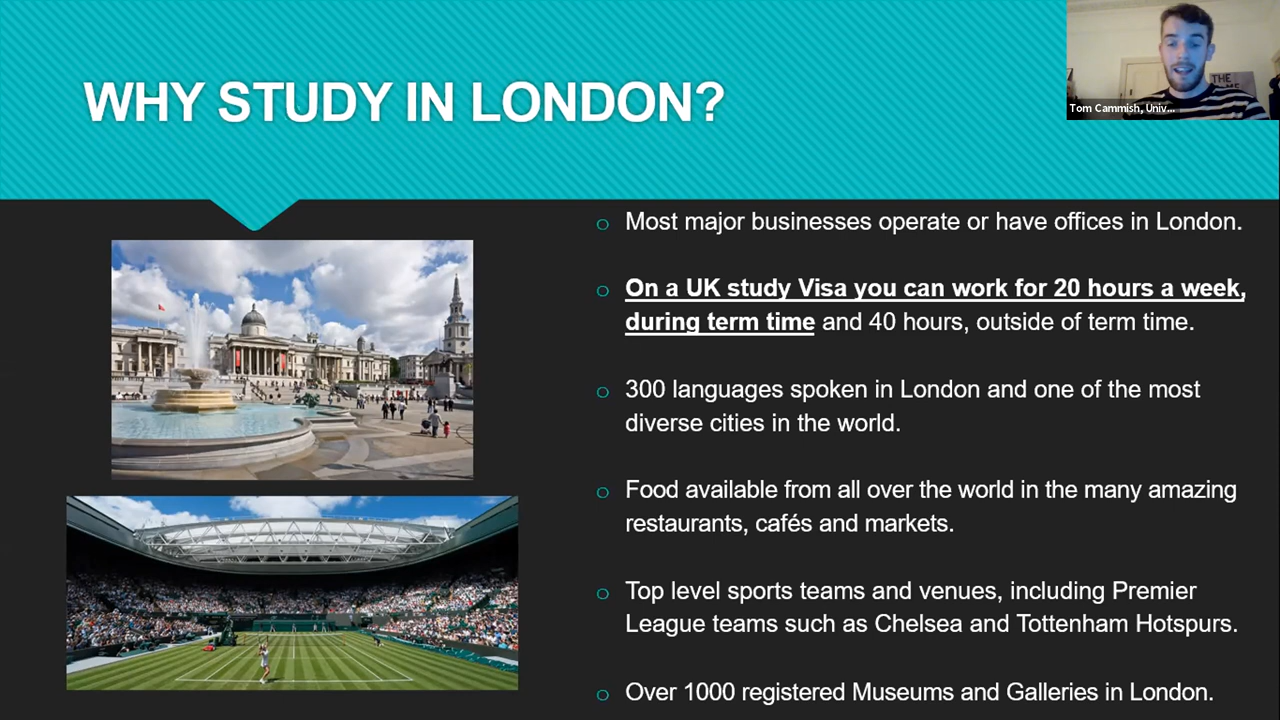 WHY STUDY IN LONDON?
THE
Tom Cammish, Univ...
o Most major businesses operate or have offices in London.
o On a UK study Visa you can work for 20 hours a week,
during term time and 40 hours, outside of term time.
o 300 languages spoken in London and one of the most
diverse cities in the world.
o Food available from all over the world in the many amazing
restaurants, cafés and markets.
o Top level sports teams and venues, including Premier
League teams such as Chelsea and Tottenham Hotspurs.
o Over 1000 registered Museums and Galleries in London.